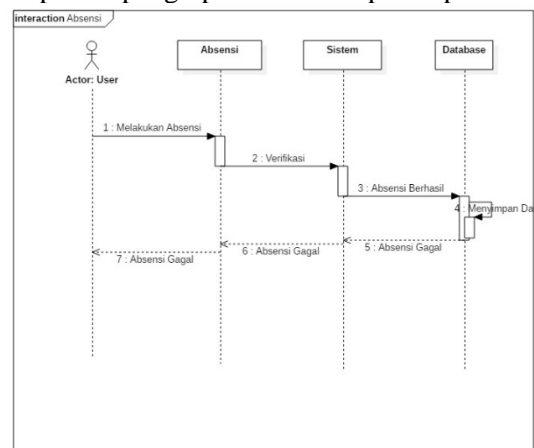 interaction Absensi
Absensi
Sistem
Database
Actor: User
1 : Melakukan Absensi
2 : Verifikasi
3 : Absensi Berhasil
4 : Menyimpan Da
5 : Absensi Gagal
6 : Absensi Gagal
7 : Absensi Gagal